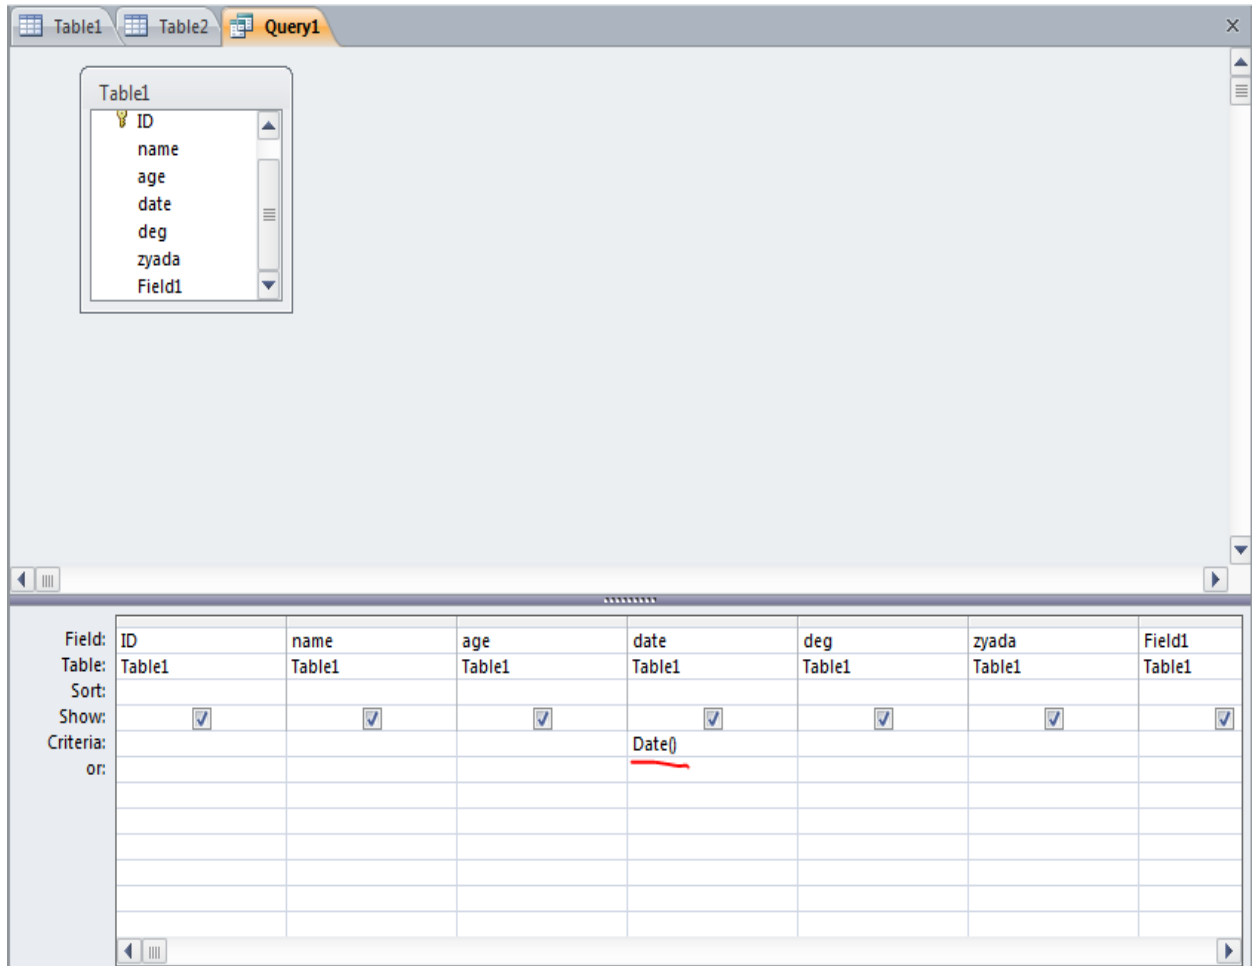 Table1 Table2 Query1
Table1
ID
name
age
date
deg
zyada
Field1
Field: ID name age date deg zyada Field1
Table: Table1 Table1 Table1 Table1 Table1 Table1 Table1
Sort:
Show:
Criteria: Date()
or: